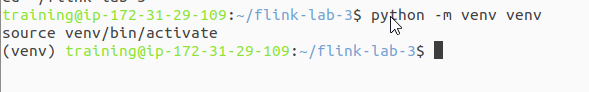 training@ip-172-31-29-109:~/flink-lab-3$ python -m venv venv
source venv/bin/activate
(venv) training@ip-172-31-29-109:~/flink-lab-3$